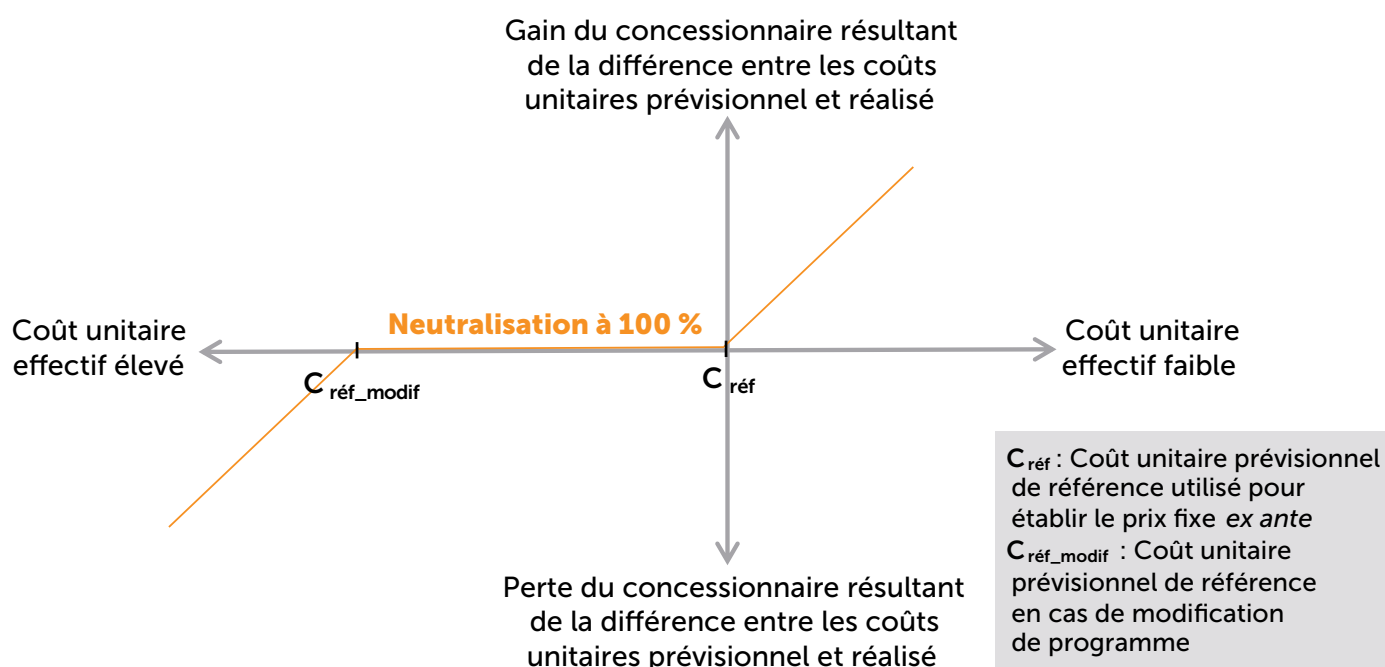 Gain du concessionnaire résultant
de la différence entre les coûts
unitaires prévisionnel et réalisé
Neutralisation à 100 %
Coût unitaire
effectif élevé
Coût unitaire
effectif faible
C réf_modif
C réf
C réf : Coût unitaire prévisionnel
de référence utilisé pour
établir le prix fixe ex ante
C réf_modif : Coût unitaire
prévisionnel de référence
en cas de modification
de programme
Perte du concessionnaire résultant
de la différence entre les coûts
unitaires prévisionnel et réalisé